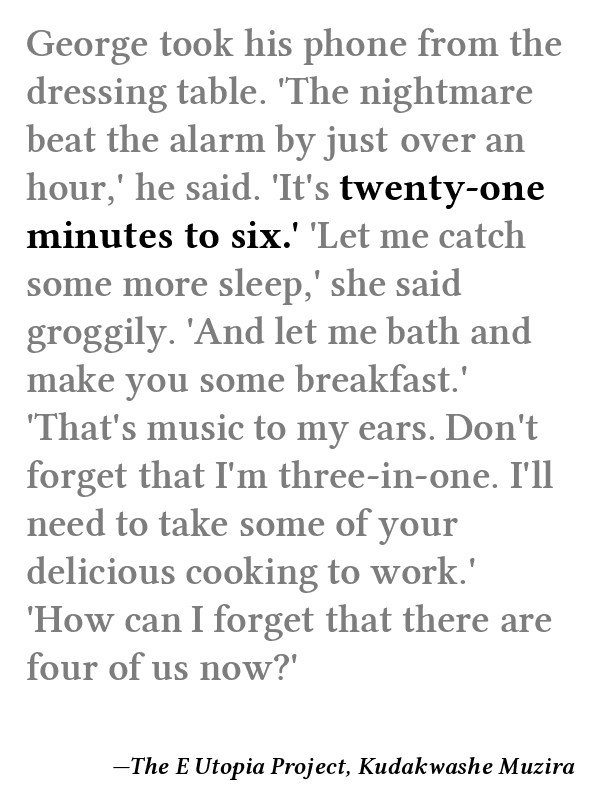 George took his phone from the
dressing table. 'The nightmare
beat the alarm by just over an
hour,' he said. 'It's twenty-one
minutes to six.' 'Let me catch
some more sleep,' she said
groggily. 'And let me bath and
make you some breakfast.'
'That's music to my ears. Don't
forget that I'm three-in-one. I'll
need to take some of your
delicious cooking to work.'
'How can I forget that there are
four of us now?'
—The E Utopia Project, Kudakwashe Muzira